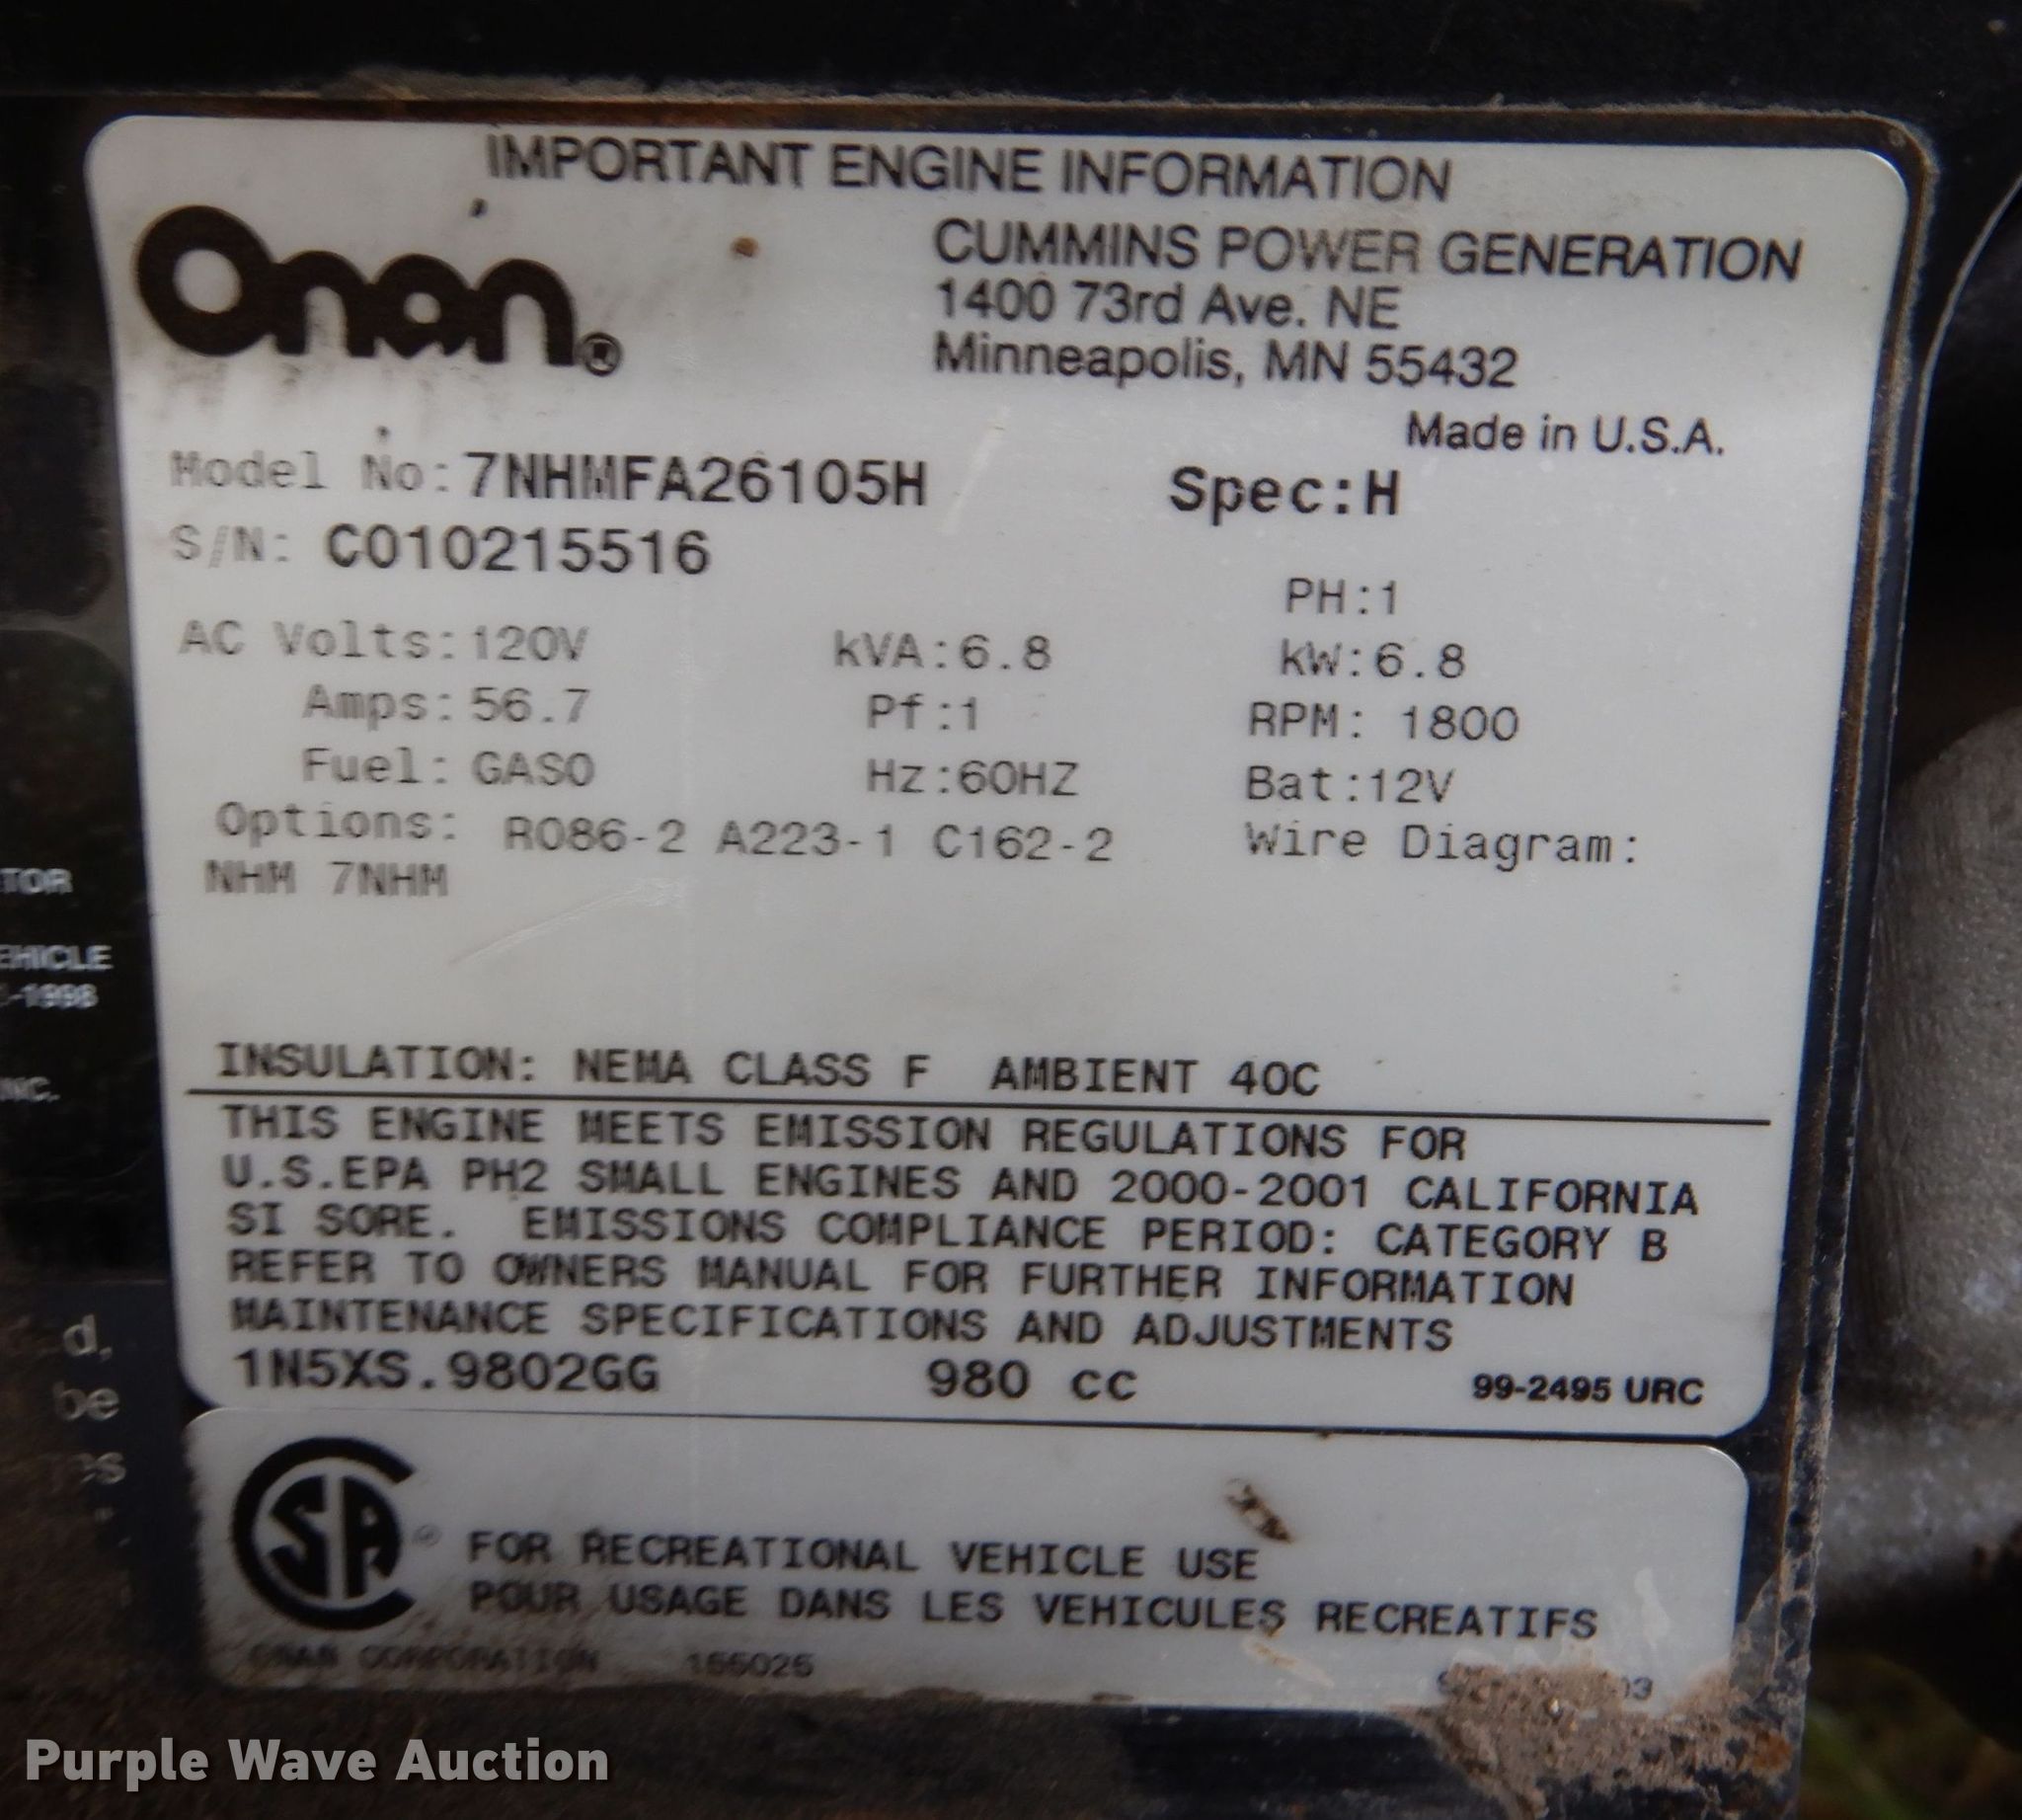 IMPORTANT ENGINE INFORMATION
Onan®
CUMMINS POWER GENERATION
1400 73rd Ave. NE
Minneapolis, MN 55432
Made in U.S.A.
Model No: 7NHMFA26105H Spec:H
S/N: C010215516
PH:1
AC Volts: 120V kVA:6.8 kW:6.8
Amps: 56.7 Pf:1 RPM: 1800
Fuel: GASO Hz:60HZ Bat:12V
Options: R086-2 A223-1 C162-2 Wire Diagram:
NHM 7NHM
INSULATION: NEMA CLASS F AMBIENT 40C
THIS ENGINE MEETS EMISSION REGULATIONS FOR
U.S.EPA PH2 SMALL ENGINES AND 2000-2001 CALIFORNIA
SI SORE. EMISSIONS COMPLIANCE PERIOD: CATEGORY B
REFER TO OWNERS MANUAL FOR FURTHER INFORMATION
MAINTENANCE SPECIFICATIONS AND ADJUSTMENTS
1N5XS.9802GG 980 cc 99-2495 URC
SA ®
FOR RECREATIONAL VEHICLE USE
POUR USAGE DANS LES VEHICULES RECREATIFS
ONAN CORPORATION
TOR
EHICLE
-1998
INC.
d,
be
Purple Wave Auction